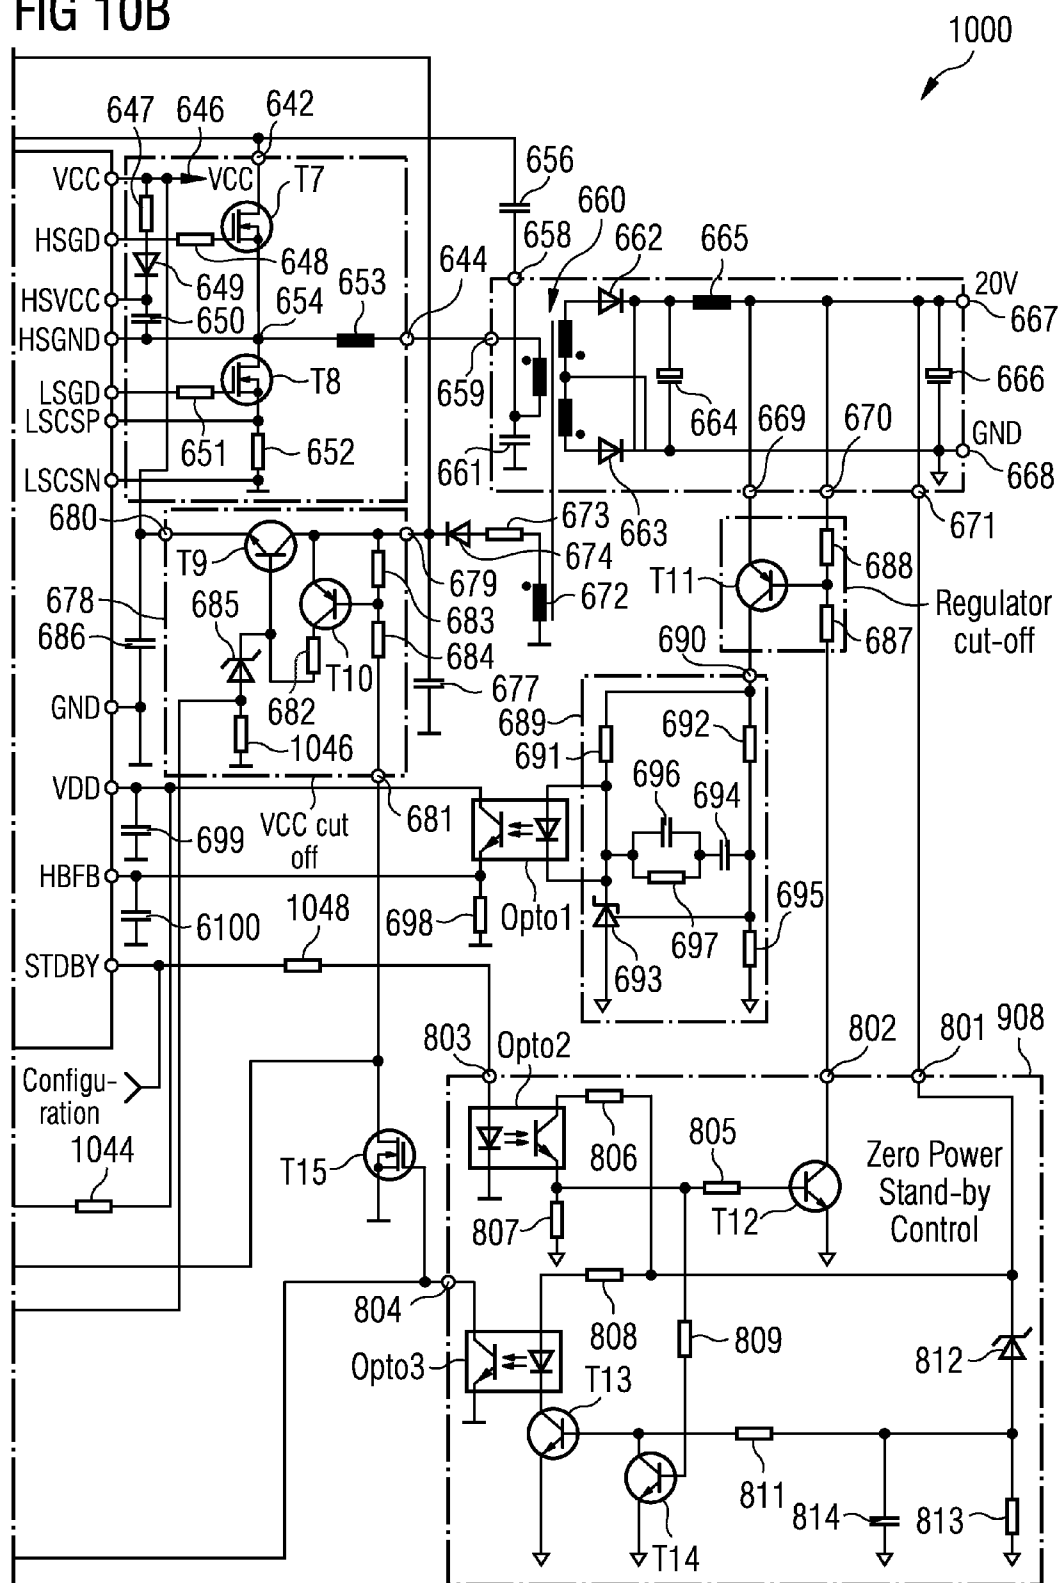 FIG 10B
1000
647 646 642
656
VCC VCC T7
660
662 665
658
HSGD
648 644
649 653
654
20V
667
HSVCC
650
HSGND
T8
659
664
666
LSGD
LSCSP
651 652
661
669 670
GND
668
LSCSN
680
673
663
671
T9
674
679
T11
688
678
685
672
Regulator
cut-off
686
683
687
684
690
T10
682
677
GND
689
692
691
1046
696
694
VDD
681
VCC cut
off
699
HBFB
1048
698
Opto1
695
6100
697
STDBY
693
803
Opto2
802 801 908
Configu-
ration
1044
T15
806
805
Zero Power
Stand-by
Control
T12
807
804
808
809
812
Opto3
T13
811
814
813
T14